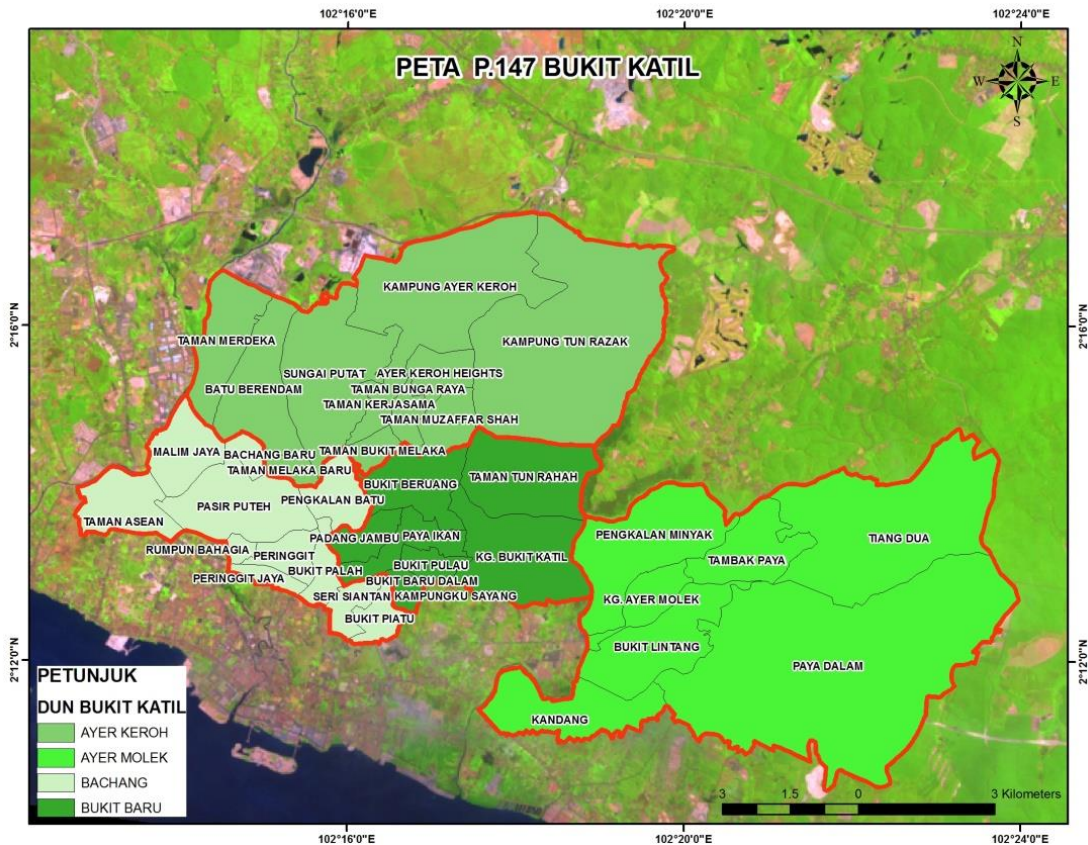 102°16'0"E 102°20'0"E 102°24'0"E
PETA P.147 BUKIT KATIL
N
W E
S
2°16'0"N 2°16'0"N
KAMPUNG AYER KEROH
TAMAN MERDEKA
KAMPUNG TUN RAZAK
SUNGAI PUTAT
AYER KEROH HEIGHTS
BATU BERENDAM
TAMAN BUNGA RAYA
TAMAN KERJASAMA
TAMAN MUZAFFAR SHAH
MALIM JAYA
BACHANG BARU
TAMAN BUKIT MELAKA
TAMAN MELAKA BARU
BUKIT BERUANG
TAMAN TUN RAHAH
PENGKALAN BATU
PASIR PUTEH
TAMAN ASEAN
PADANG JAMBU
PAYA IKAN
PENGKALAN MINYAK
TIANG DUA
RUMPUN BAHAGIA
PERINGGIT
KG. BUKIT KATIL
TAMBAK PAYA
BUKIT PALAH
BUKIT PULAU
PERINGGIT JAYA
BUKIT BARU DALAM
SERI SIANTAN
KAMPUNGKU SAYANG
KG. AYER MOLEK
BUKIT PIATU
BUKIT LINTANG
PAYA DALAM
KANDANG
2°12'0"N 2°12'0"N
PETUNJUK
DUN BUKIT KATIL
AYER KEROH
AYER MOLEK
BACHANG
BUKIT BARU
3 1.5 0 3 Kilometers
102°16'0"E 102°20'0"E 102°24'0"E